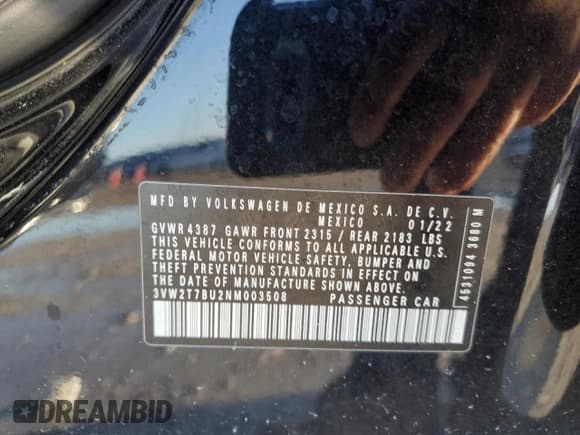 MFD BY VOLKSWAGEN DE MEXICO S.A. DE C.V.
MEXICO 01/22
GVWR 4387 GAWR FRONT 2315 / REAR 2183 LBS
THIS VEHICLE CONFORMS TO ALL APPLICABLE U.S.
FEDERAL MOTOR VEHICLE SAFETY, BUMPER AND
THEFT PREVENTION STANDARDS IN EFFECT ON
THE DATE OF MANUFACTURE SHOWN ABOVE.
3VW2T7BU2NM003508 PASSENGER CAR
4531094 3680 M
DREAMBID